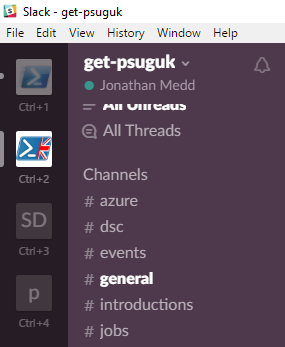 Slack - get-psuguk
File Edit View History Window Help
get-psuguk
Jonathan Medd
Ctrl+1
All Unreads
All Threads
Ctrl+2
Channels
# azure
SD
# dsc
Ctrl+3
# events
# general
p
# introductions
Ctrl+4
# jobs